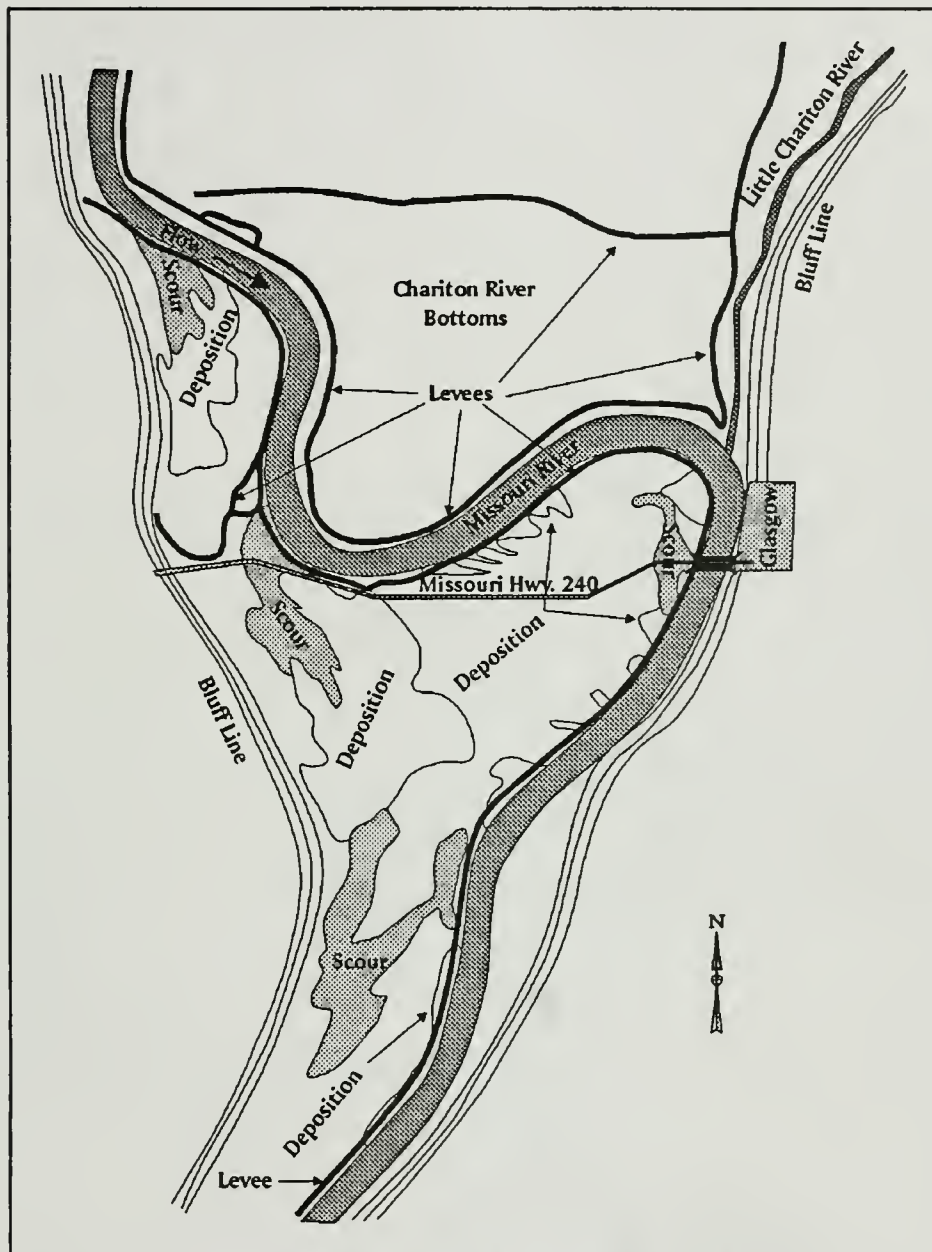 Little Chariton River
Bluff Line
Flow
Scour
Deposition
Chariton River
Bottoms
Levees
Missouri River
Glasgow
Scour
Missouri Hwy. 240
Scour
Deposition
Deposition
Bluff Line
Scour
N
Deposition
Levee